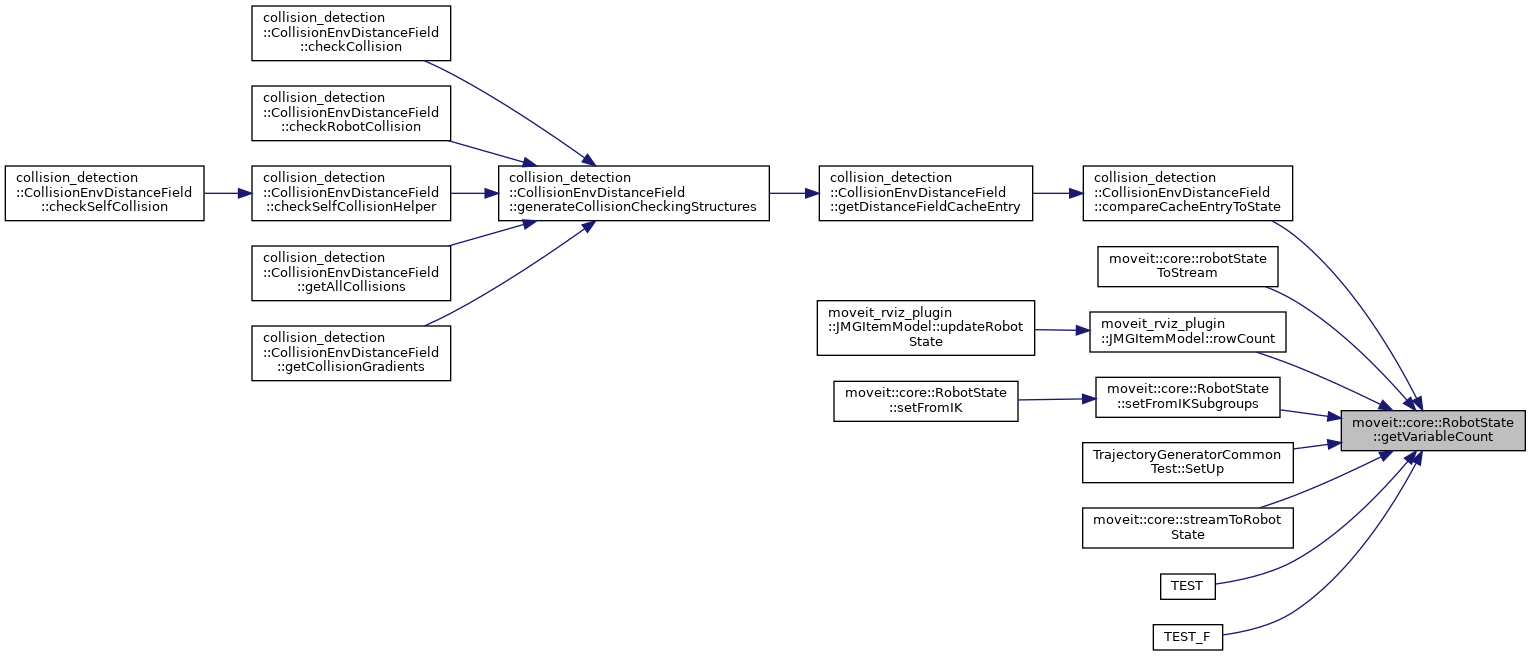 collision_detection
::CollisionEnvDistanceField
::checkCollision
collision_detection
::CollisionEnvDistanceField
::checkRobotCollision
collision_detection
::CollisionEnvDistanceField
::checkSelfCollision
collision_detection
::CollisionEnvDistanceField
::checkSelfCollisionHelper
collision_detection
::CollisionEnvDistanceField
::generateCollisionCheckingStructures
collision_detection
::CollisionEnvDistanceField
::getDistanceFieldCacheEntry
collision_detection
::CollisionEnvDistanceField
::compareCacheEntryToState
collision_detection
::CollisionEnvDistanceField
::getAllCollisions
moveit::core::robotState
ToStream
moveit_rviz_plugin
::JMGItemModel::updateRobot
State
moveit_rviz_plugin
::JMGItemModel::rowCount
collision_detection
::CollisionEnvDistanceField
::getCollisionGradients
moveit::core::RobotState
::setFromIK
moveit::core::RobotState
::setFromIKSubgroups
moveit::core::RobotState
::getVariableCount
TrajectoryGeneratorCommon
Test::SetUp
moveit::core::streamToRobot
State
TEST
TEST_F